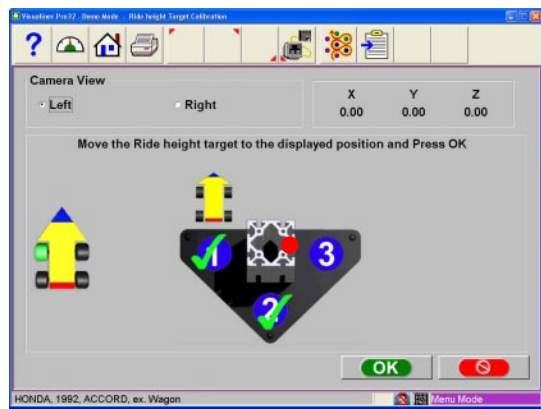 Visualiner Pro32 - Demo Mode - Ride height Target Calibration
?
Camera View
Left
Right
X Y Z
0.00 0.00 0.00
Move the Ride height target to the displayed position and Press OK
1 3
2
OK
HONDA, 1992, ACCORD, ex. Wagon
Menu Mode